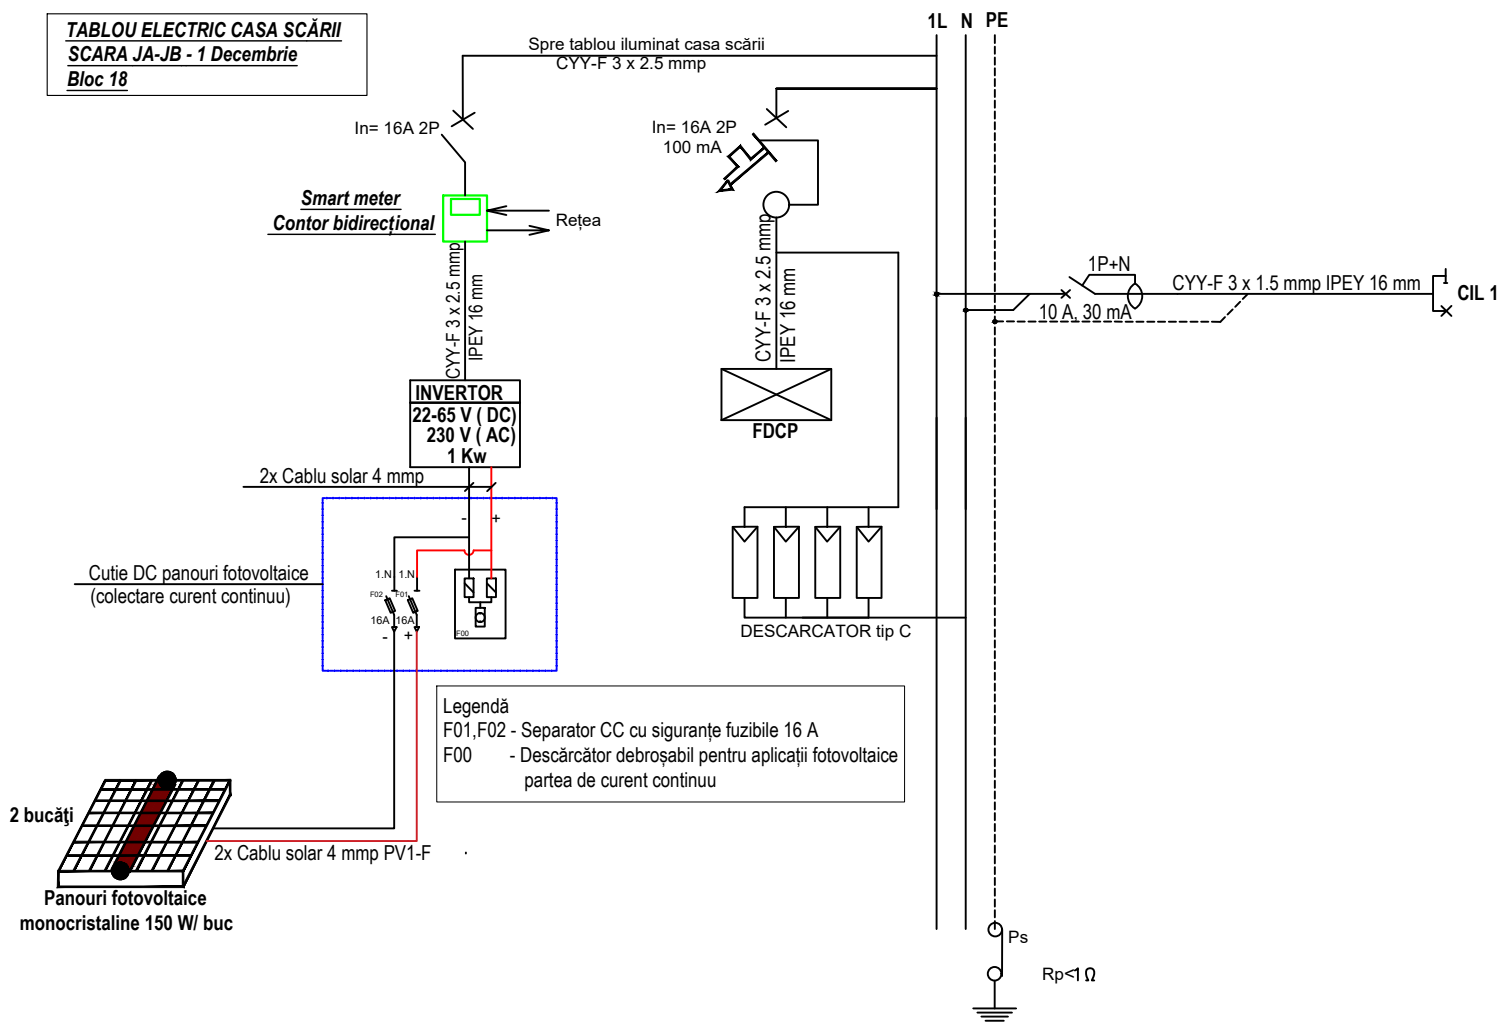 TABLOU ELECTRIC CASA SCĂRII
SCARA JA-JB - 1 Decembrie
Bloc 18
1L N PE
Spre tablou iluminat casa scării
CYY-F 3 x 2.5 mmp
In= 16A 2P
In= 16A 2P
100 mA
Smart meter
Contor bidirecțional
Rețea
CYY-F 3 x 2.5 mmp
IPEY 16 mm
CYY-F 3 x 2.5 mmp
IPEY 16 mm
1P+N
10 A, 30 mA
CYY-F 3 x 1.5 mmp IPEY 16 mm
CIL 1
INVERTOR
22-65 V ( DC)
230 V ( AC)
1 Kw
FDCP
2x Cablu solar 4 mmp
- +
Cutie DC panouri fotovoltaice
(colectare curent continuu)
1.N 1.N
F02 F01
16A 16A
- +
F00
DESCARCATOR tip C
Legendă
F01,F02 - Separator CC cu siguranțe fuzibile 16 A
F00 - Descărcător debroșabil pentru aplicații fotovoltaice
partea de curent continuu
2 bucăţi
2x Cablu solar 4 mmp PV1-F
Panouri fotovoltaice
monocristaline 150 W/ buc
Ps
Rp<1Ω